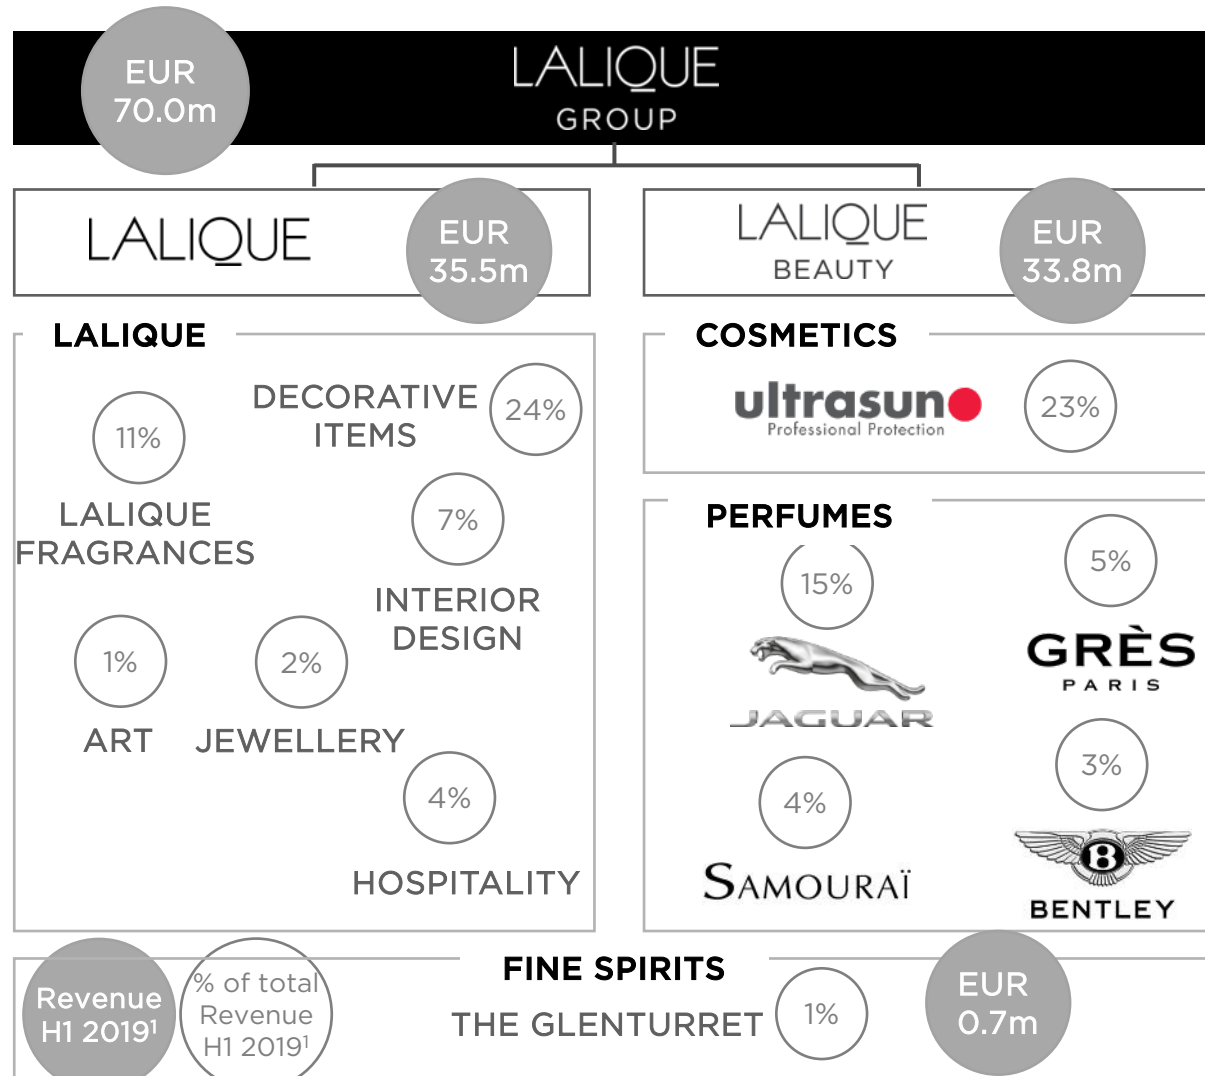 EUR
70.0m
LALIQUE
GROUP
LALIQUE
EUR
35.5m
LALIQUE
BEAUTY
EUR
33.8m
LALIQUE
11%
LALIQUE
FRAGRANCES
DECORATIVE
ITEMS
24%
7%
INTERIOR
DESIGN
1%
ART
2%
JEWELLERY
4%
HOSPITALITY
COSMETICS
ultrasun
Professional Protection
23%
PERFUMES
15%
JAGUAR
5%
GRÈS
PARIS
4%
SAMOURAÏ
3%
B
BENTLEY
Revenue
H1 2019¹
% of total
Revenue
H1 2019¹
FINE SPIRITS
THE GLENTURRET
1%
EUR
0.7m